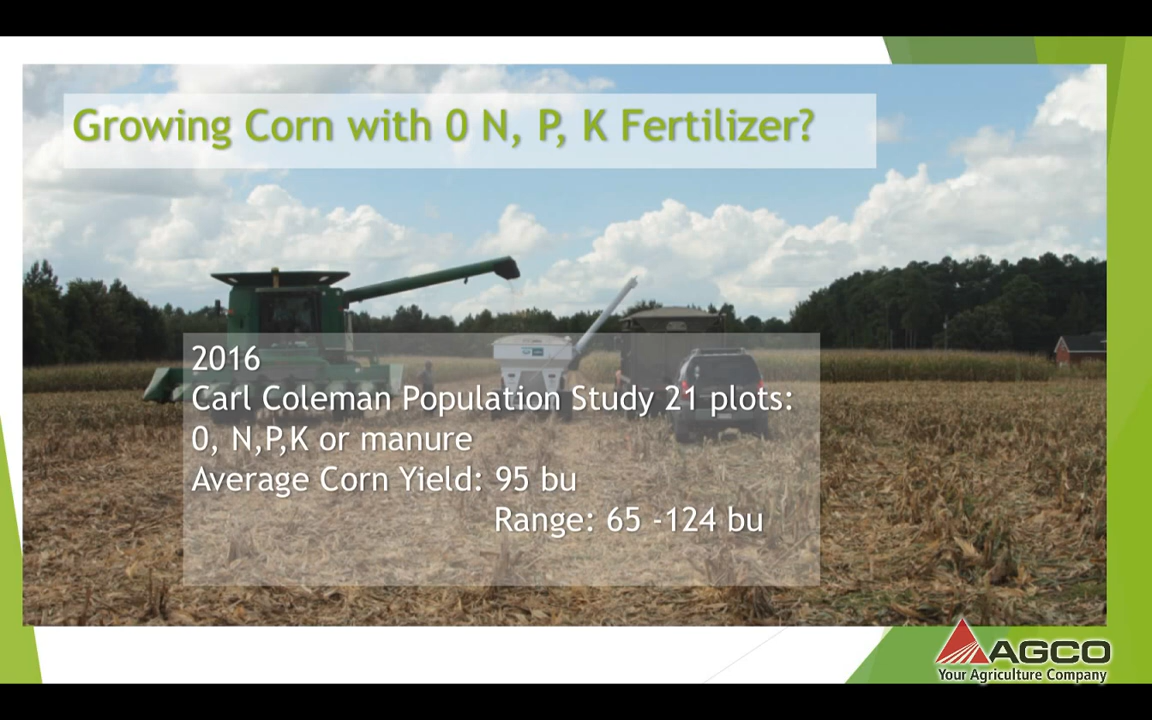 Growing Corn with 0 N, P, K Fertilizer?
2016
Carl Coleman Population Study 21 plots:
0, N,P,K or manure
Average Corn Yield: 95 bu
Range: 65 -124 bu
AGCO
Your Agriculture Company